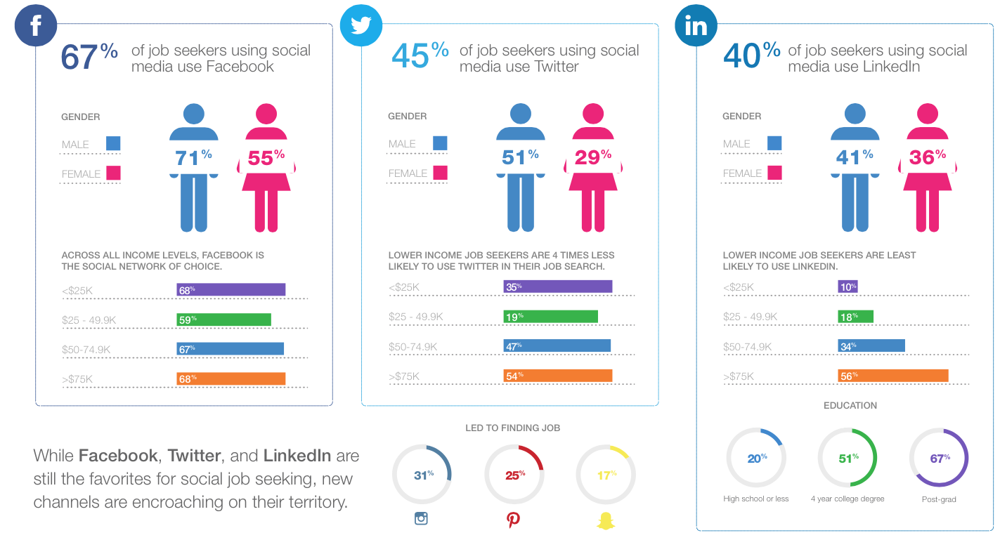 f
67% of job seekers using social
media use Facebook
GENDER
MALE
FEMALE
71%
55%
ACROSS ALL INCOME LEVELS, FACEBOOK IS
THE SOCIAL NETWORK OF CHOICE.
<$25K 68%
$25 - 49.9K 59%
$50-74.9K 67%
>$75K 68%
45% of job seekers using social
media use Twitter
GENDER
MALE
FEMALE
51%
29%
LOWER INCOME JOB SEEKERS ARE 4 TIMES LESS
LIKELY TO USE TWITTER IN THEIR JOB SEARCH.
<$25K 35%
$25 - 49.9K 19%
$50-74.9K 47%
>$75K 54%
in
40% of job seekers using social
media use LinkedIn
GENDER
MALE
FEMALE
41%
36%
LOWER INCOME JOB SEEKERS ARE LEAST
LIKELY TO USE LINKEDIN.
<$25K 10%
$25 - 49.9K 18%
$50-74.9K 34%
>$75K 56%
EDUCATION
20%
51%
67%
High school or less
4 year college degree
Post-grad
While Facebook, Twitter, and LinkedIn are
still the favorites for social job seeking, new
channels are encroaching on their territory.
LED TO FINDING JOB
31%
25%
17%